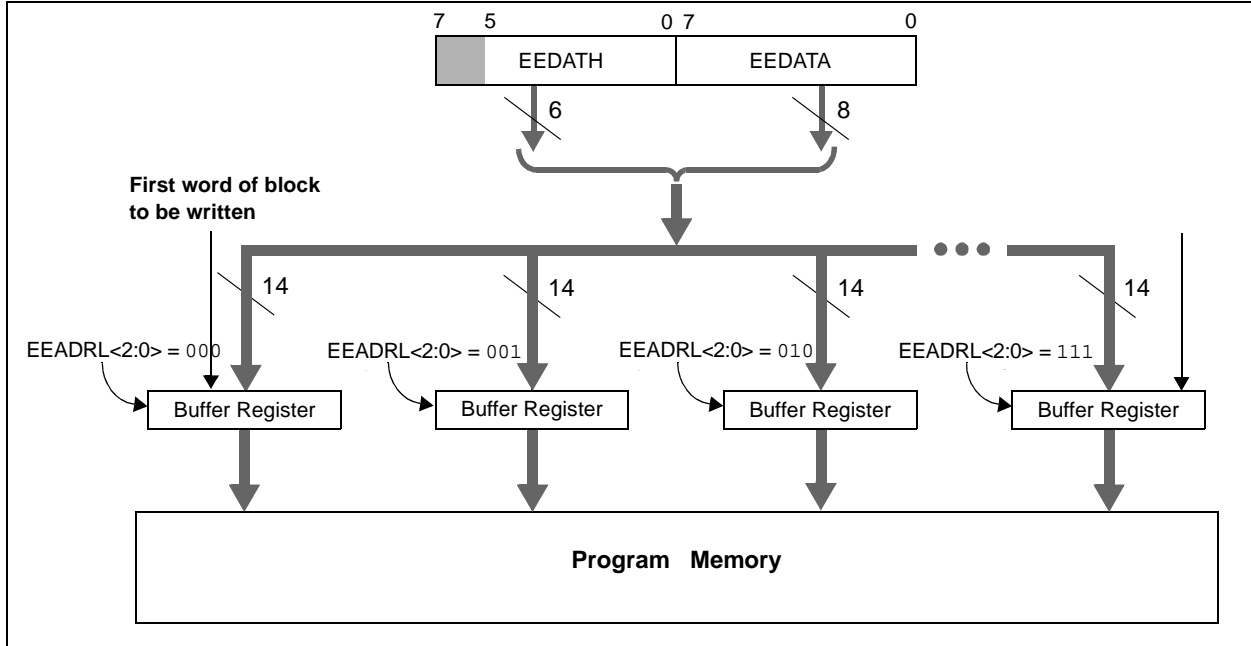 7 5 0 7 0
EEDATH EEDATA
6 8
First word of block
to be written
14 14 14 14
EEADRL<2:0> = 000 EEADRL<2:0> = 001 EEADRL<2:0> = 010 EEADRL<2:0> = 111
Buffer Register Buffer Register Buffer Register Buffer Register
Program Memory